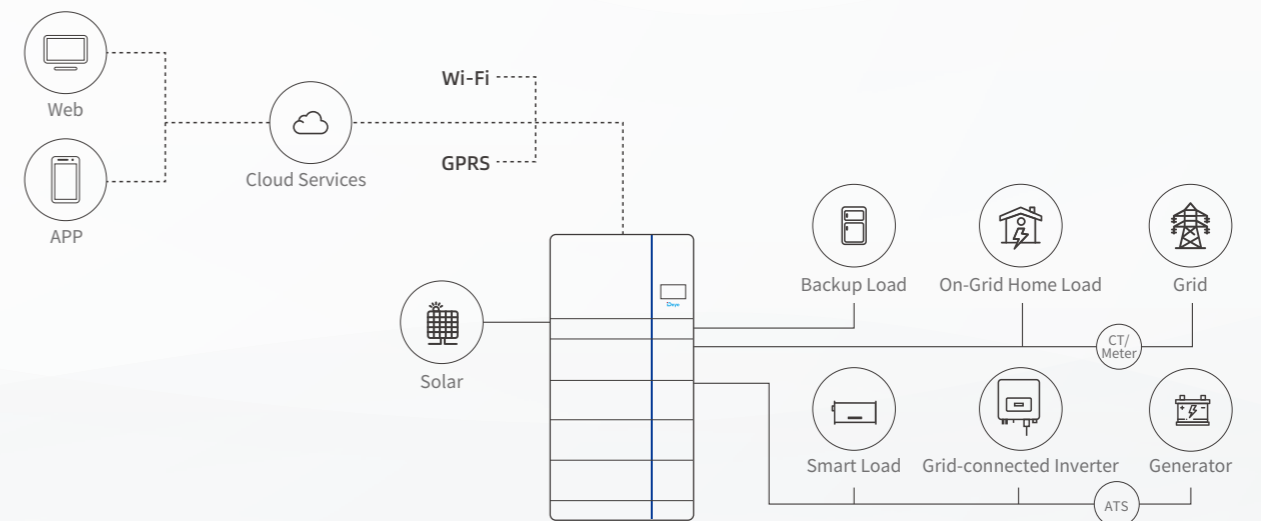 Web
APP
Cloud Services
Wi-Fi
GPRS
Solar
Deye
Backup Load
On-Grid Home Load
Grid
CT/
Meter
Smart Load
Grid-connected Inverter
Generator
ATS